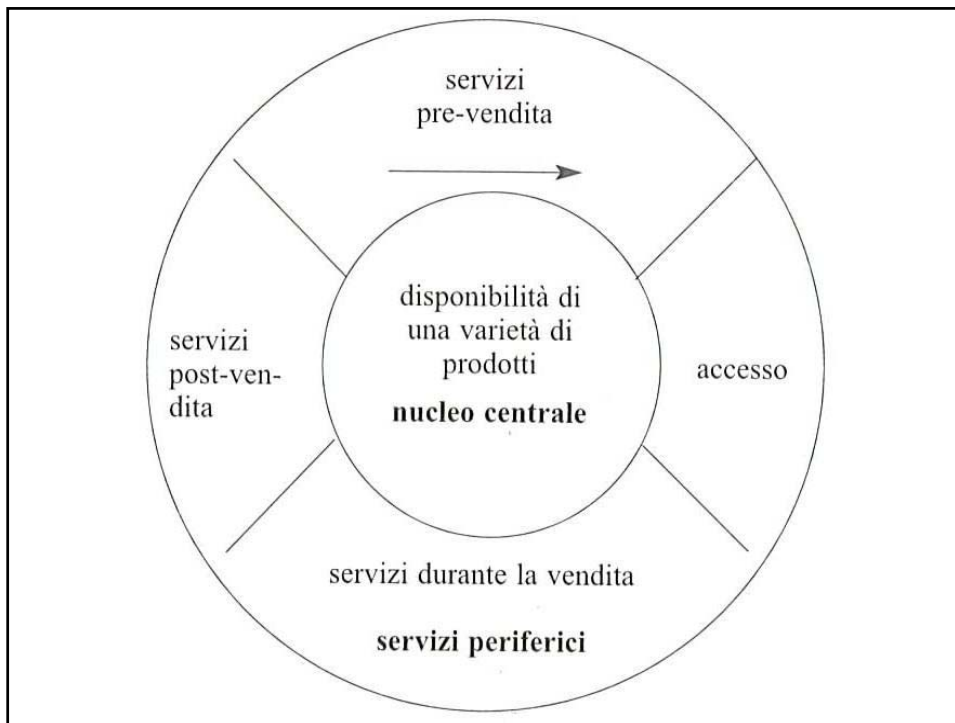 servizi
pre-vendita
disponibilità di
una varietà di
prodotti
nucleo centrale
servizi
post-ven-
dita
accesso
servizi durante la vendita
servizi periferici